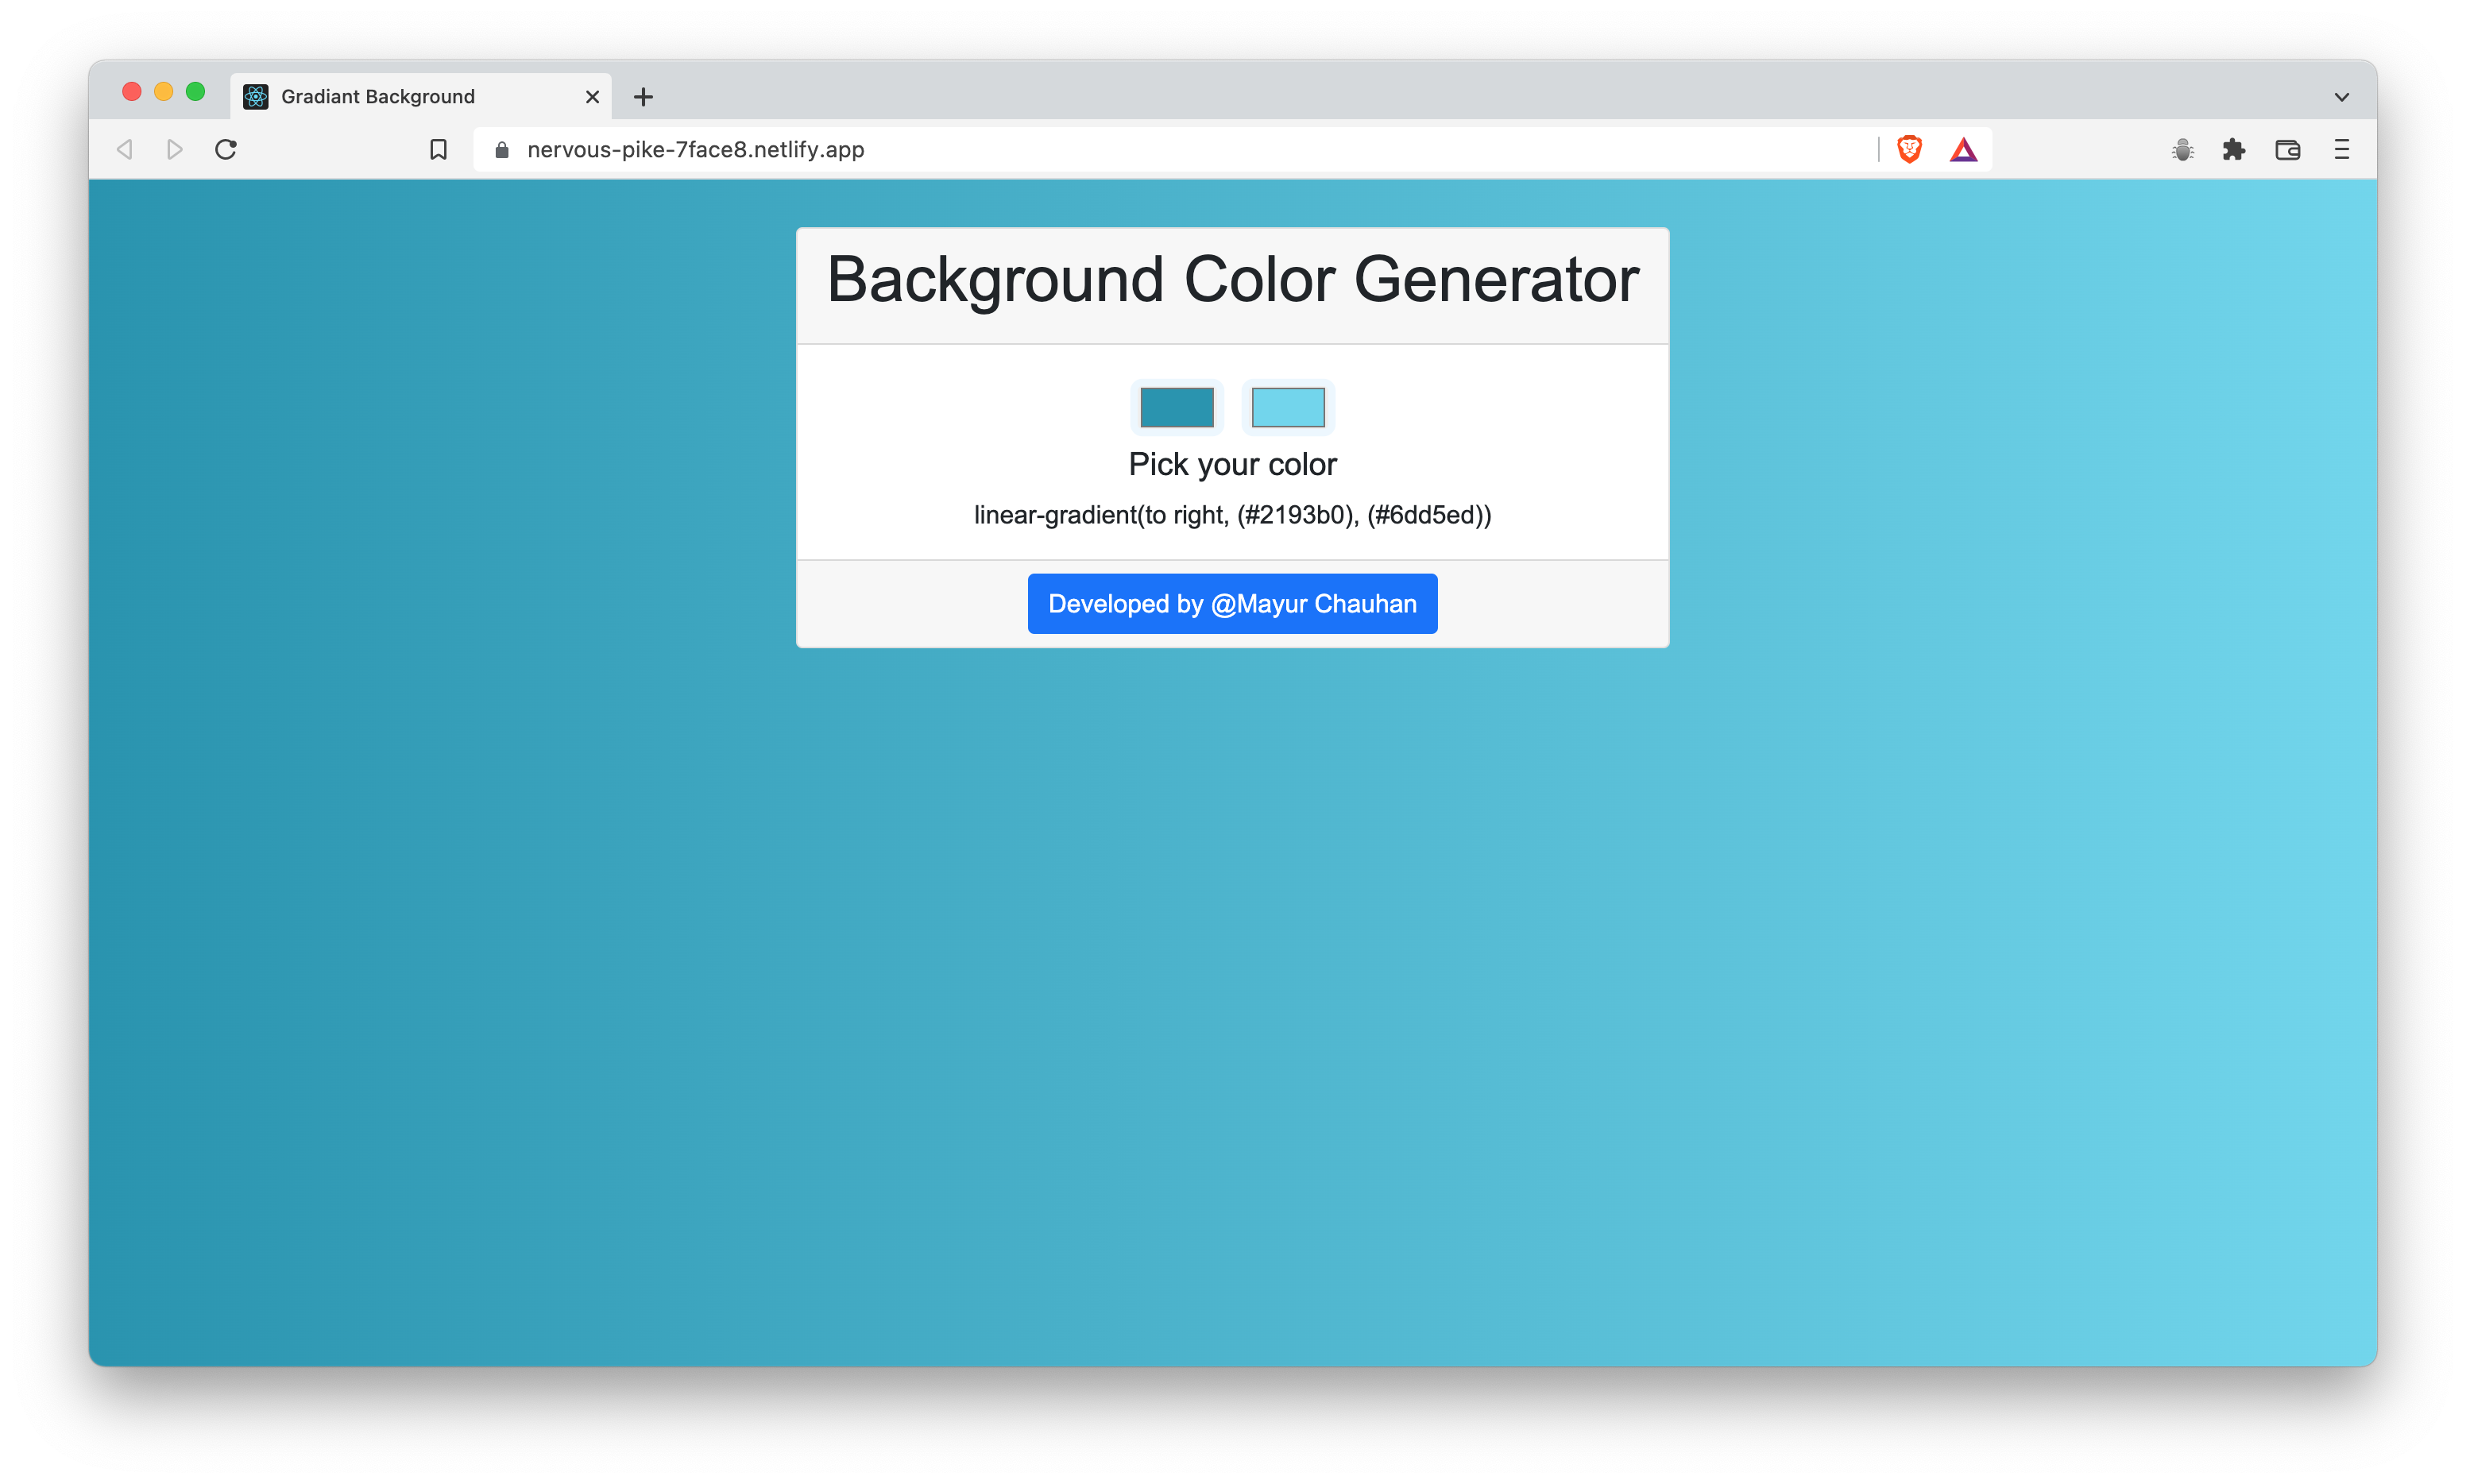 Gradiant Background
nervous-pike-7face8.netlify.app
Background Color Generator
Pick your color
linear-gradient(to right, (#2193b0), (#6dd5ed))
Developed by @Mayur Chauhan